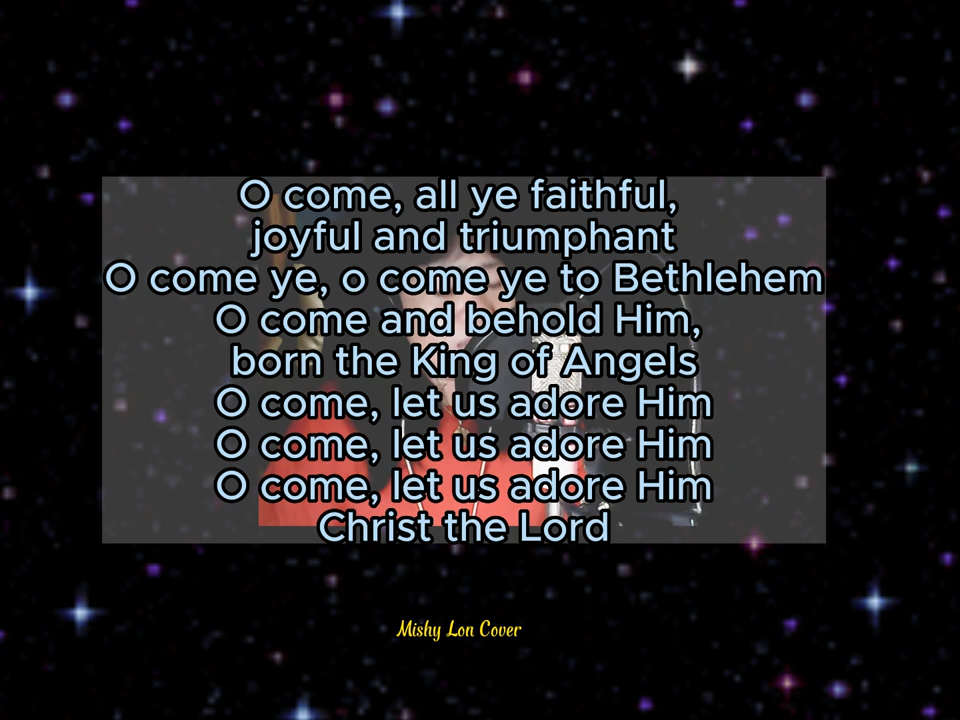 O come, all ye faithful,
joyful and triumphant
O come ye, o come ye to Bethlehem
O come and behold Him,
born the King of Angels
O come, let us adore Him
O come, let us adore Him
O come, let us adore Him
Christ the Lord
Mishy Lon Cover